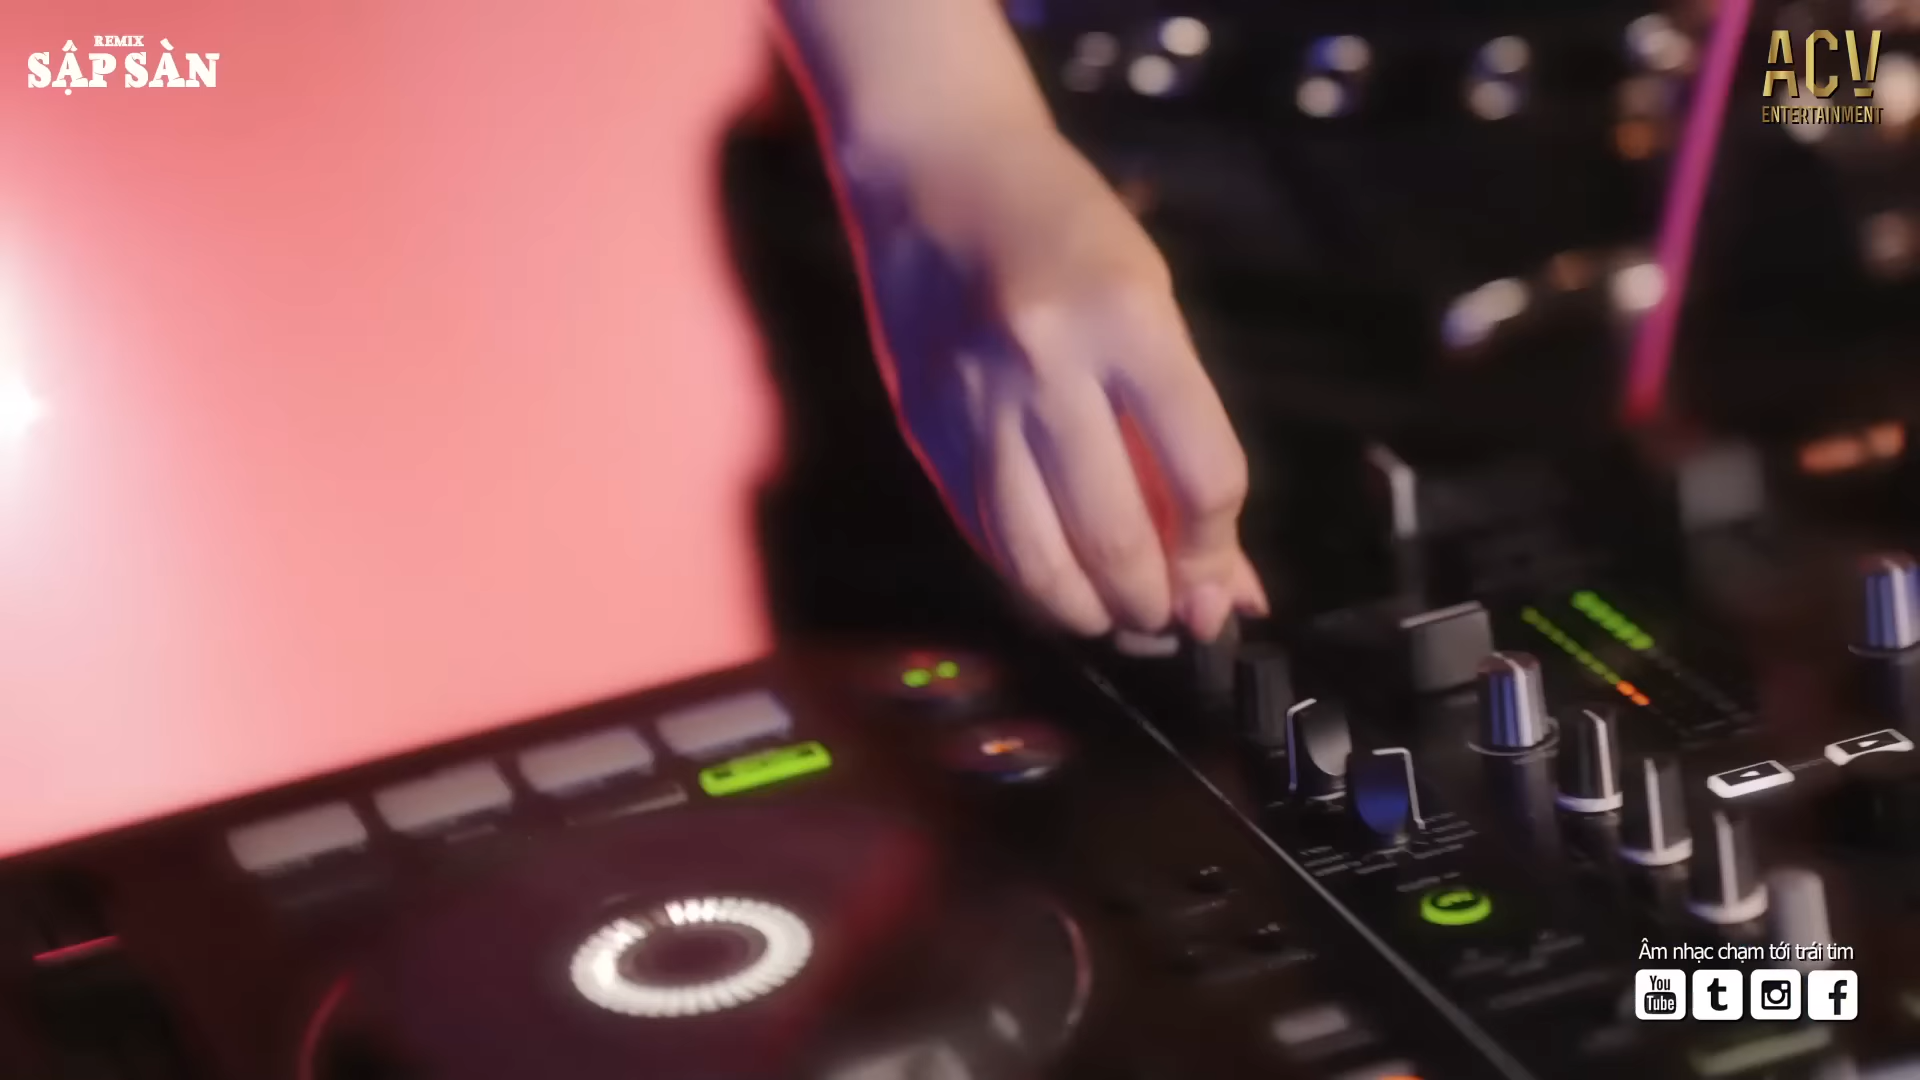 REMIX
SẬP SÀN
ACV
ENTERTAINMENT
Âm nhạc chạm tới trái tim
You
Tube